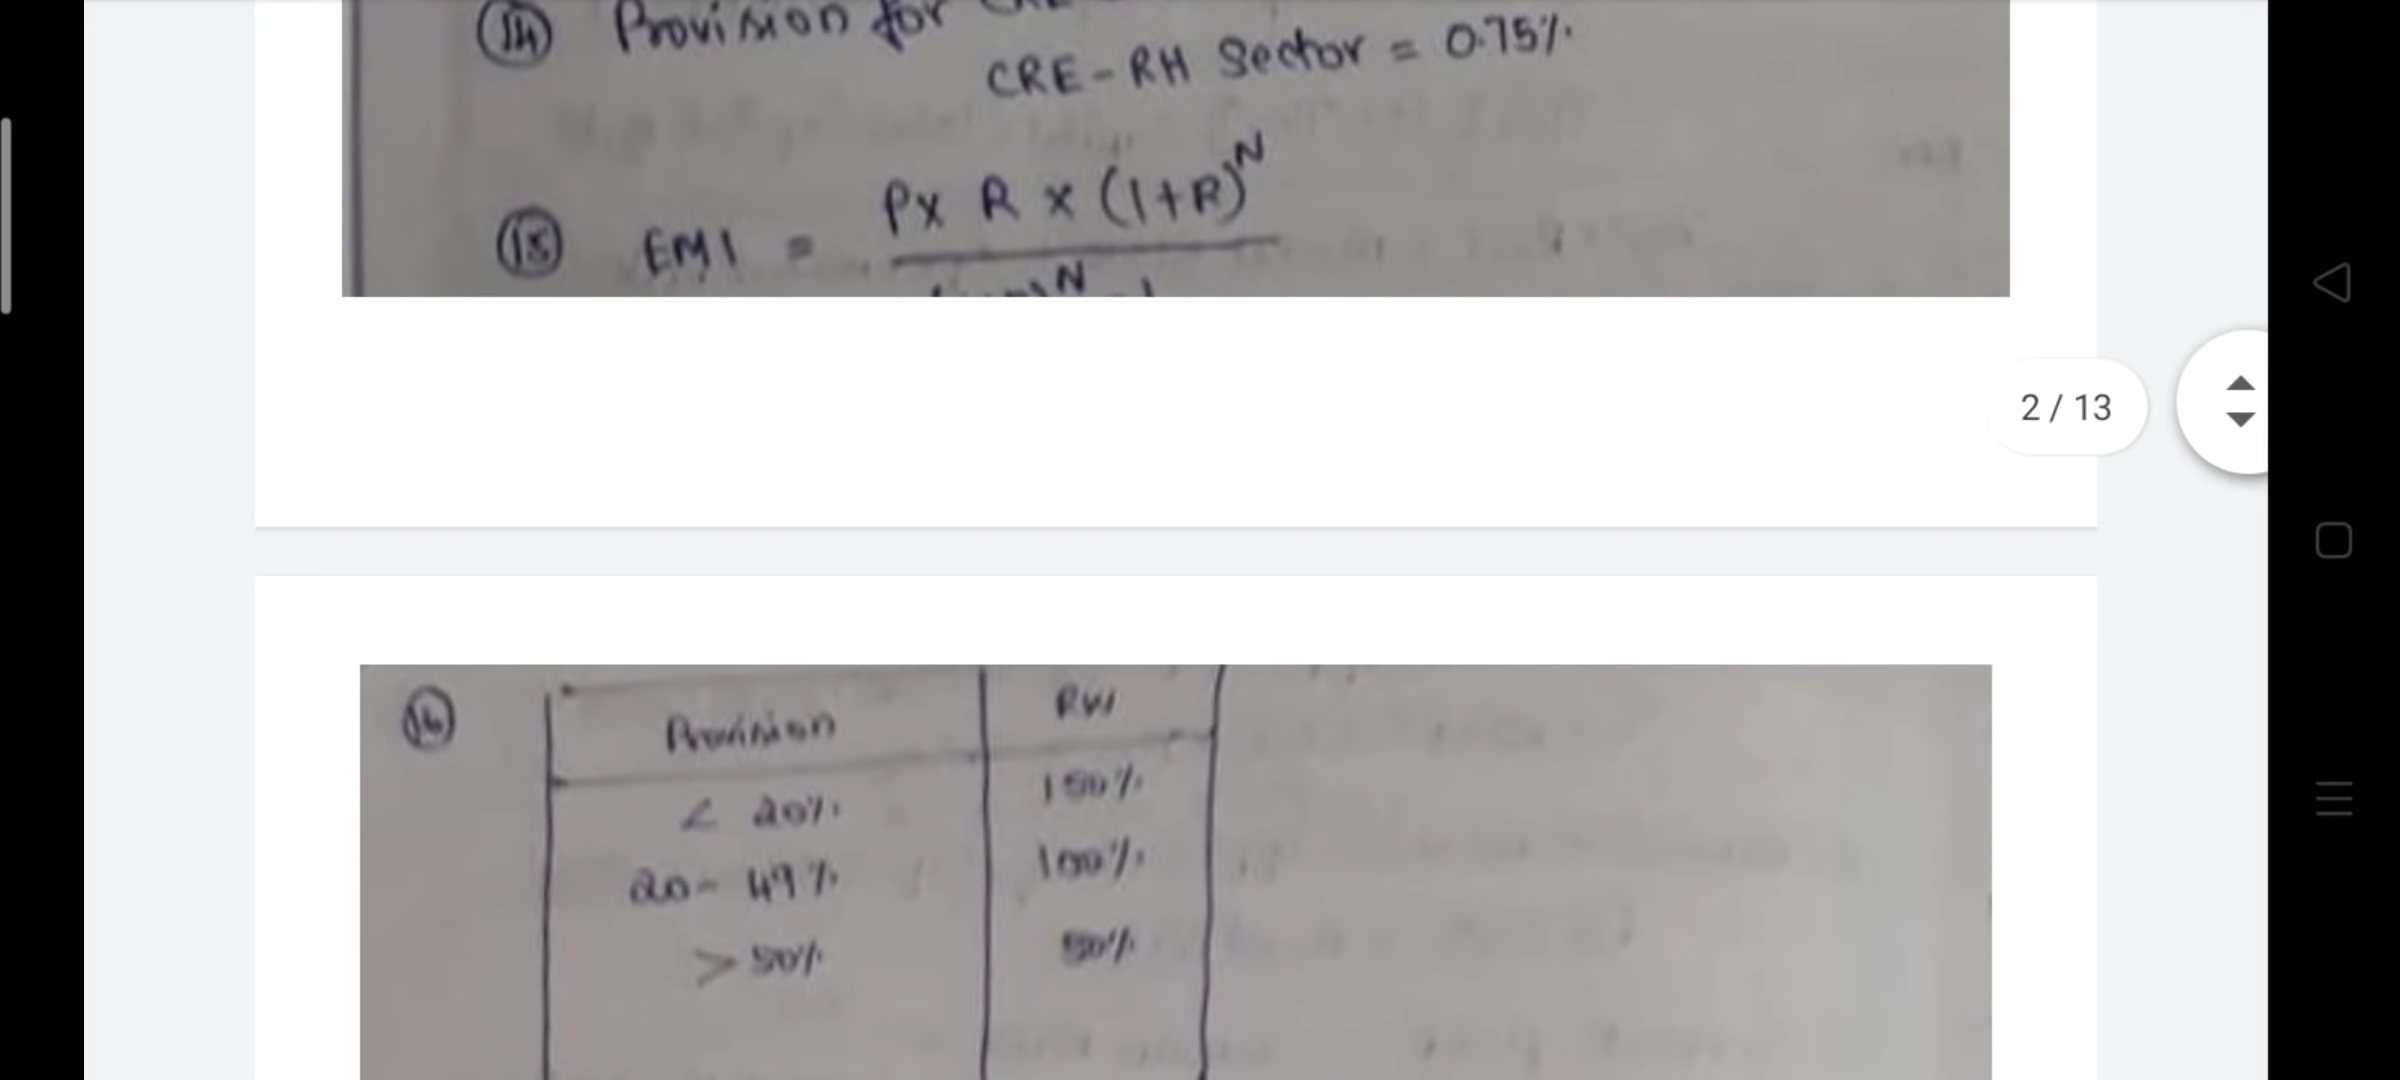 14 Provision for
CRE-RH Sector = 0.75%
15 EMI = P x R x (1+R)^N
N
2 / 13
16 Provision RW
< 20% 150%
20- 49% 100%
> 50% 50%